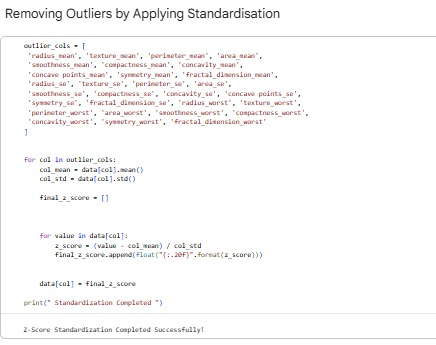 Removing Outliers by Applying Standardisation
outlier_cols = [
'radius_mean', 'texture_mean', 'perimeter_mean', 'area_mean',
'smoothness_mean', 'compactness_mean', 'concavity_mean',
'concave points_mean', 'symmetry_mean', 'fractal_dimension_mean',
'radius_se', 'texture_se', 'perimeter_se', 'area_se',
'smoothness_se', 'compactness_se', 'concavity_se', 'concave points_se',
'symmetry_se', 'fractal_dimension_se', 'radius_worst', 'texture_worst',
'perimeter_worst', 'area_worst', 'smoothness_worst', 'compactness_worst',
'concavity_worst', 'symmetry_worst', 'fractal_dimension_worst'
]
for col in outlier_cols:
col_mean = data[col].mean()
col_std = data[col].std()
final_z_score = []
for value in data[col]:
z_score = (value - col_mean) / col_std
final_z_score.append(float("{:.20f}".format(z_score)))
data[col] = final_z_score
print(" Standardization Completed ")
Z-Score Standardization Completed Successfully!